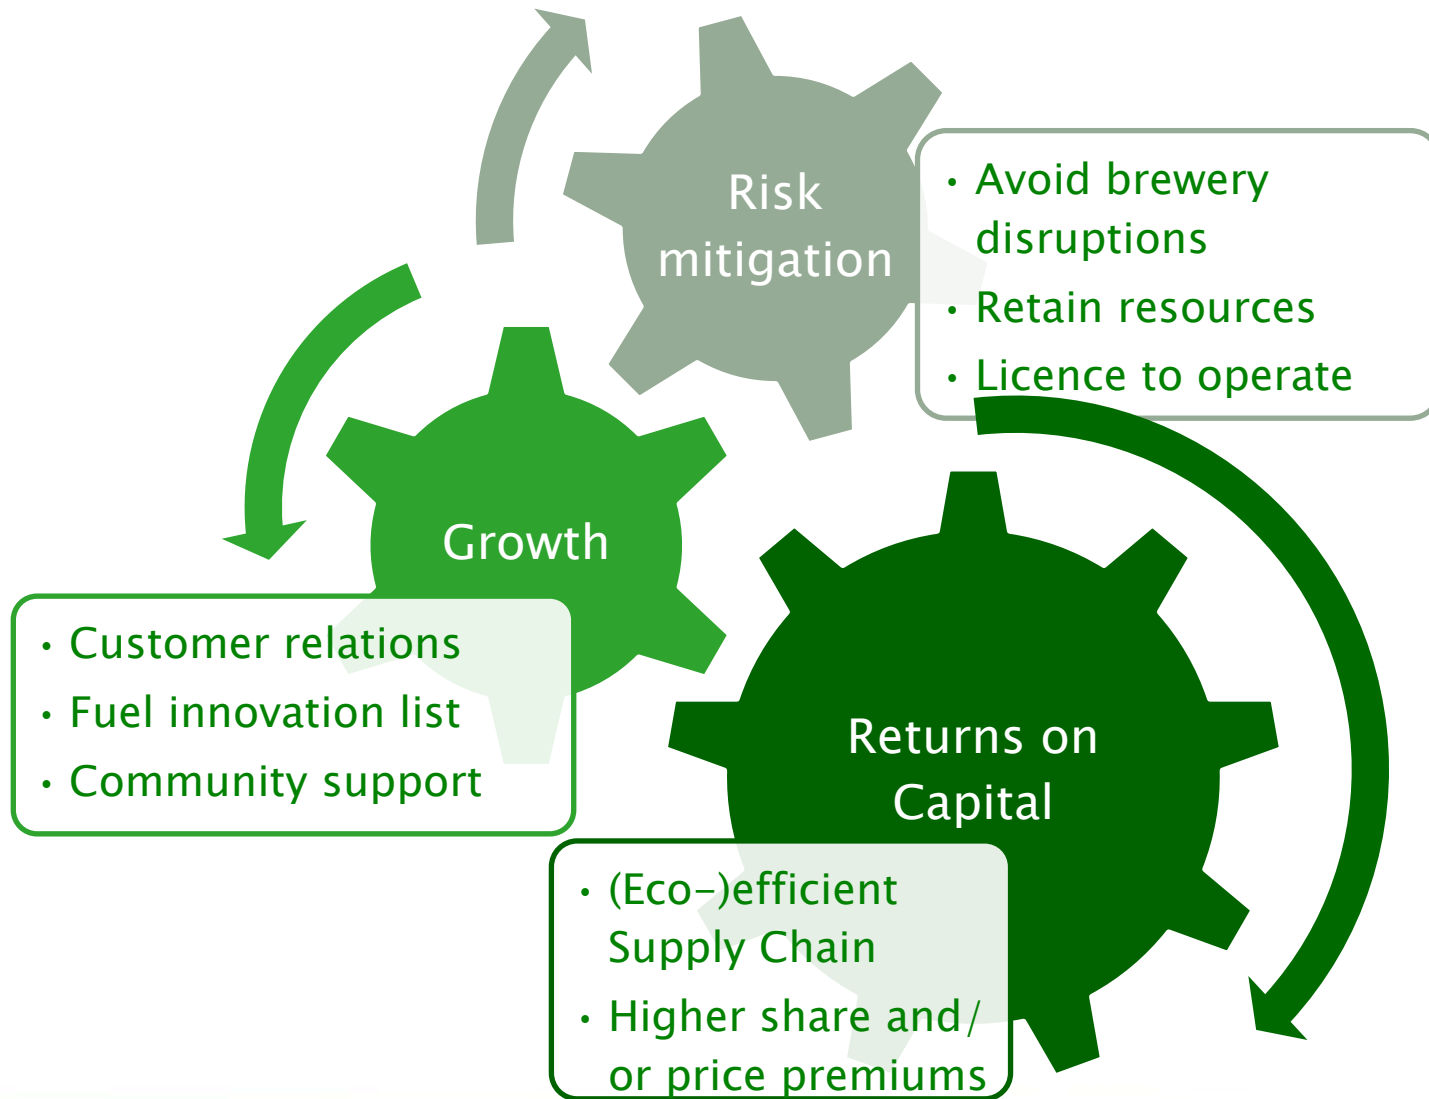 Risk
mitigation
• Avoid brewery
disruptions
• Retain resources
• Licence to operate
Growth
• Customer relations
• Fuel innovation list
• Community support
Returns on
Capital
• (Eco-)efficient
Supply Chain
• Higher share and/
or price premiums